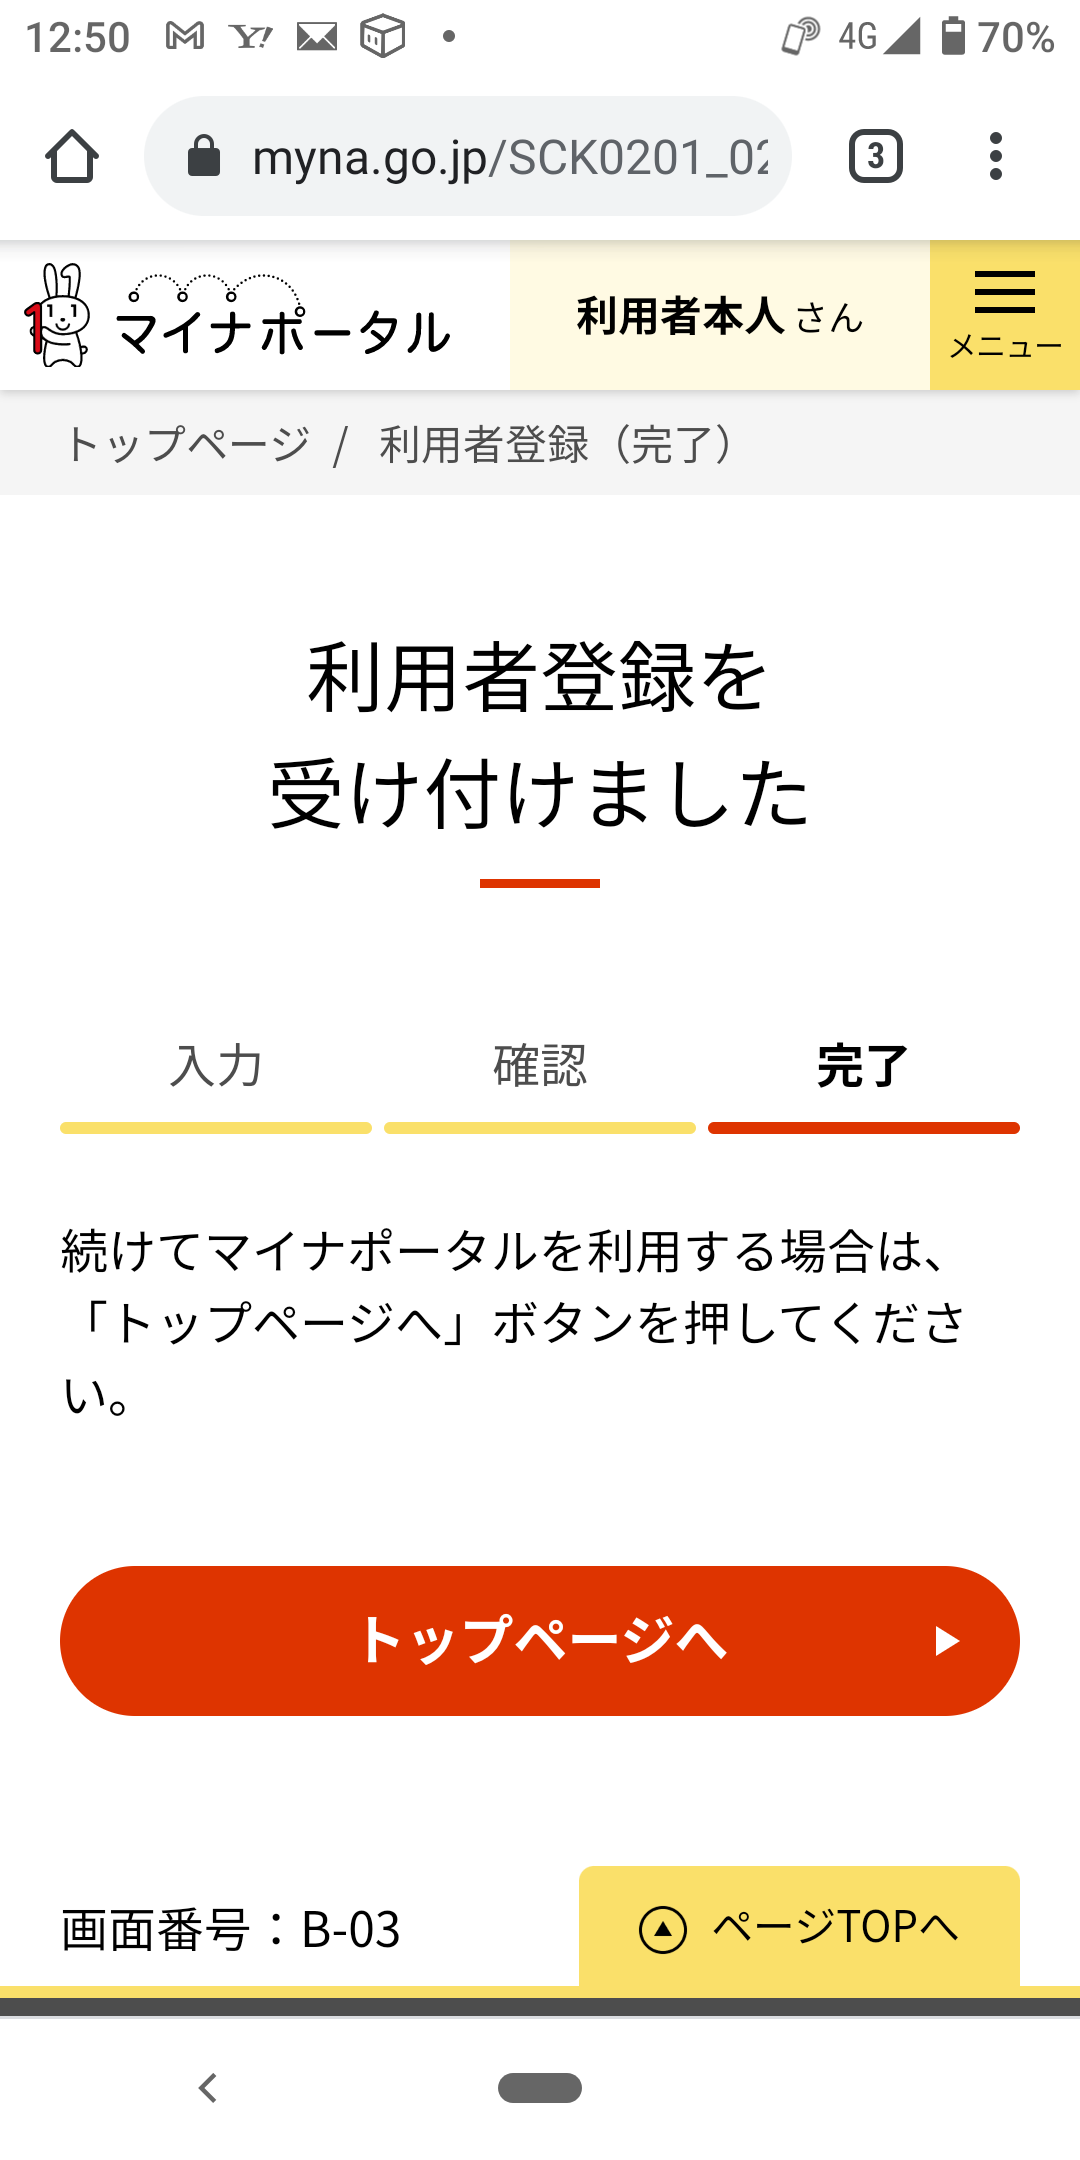 12:50
4G 70%
myna.go.jp/SCK0201_02
3
マイナポータル
利用者本人 さん
メニュー
トップページ / 利用者登録（完了）
利用者登録を
受け付けました
入力 確認 完了
続けてマイナポータルを利用する場合は、
「トップページへ」ボタンを押してくださ
い。
トップページへ
画面番号：B-03
ページTOPへ